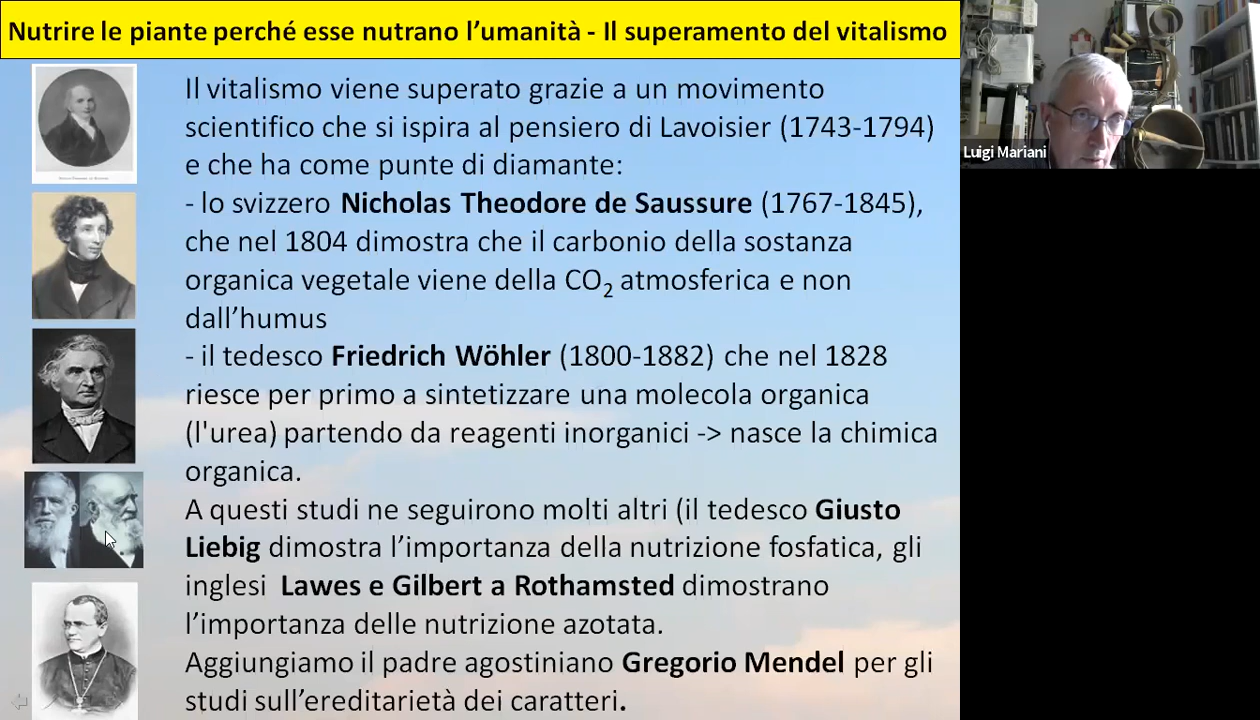 Nutrire le piante perché esse nutrano l'umanità - Il superamento del vitalismo
Il vitalismo viene superato grazie a un movimento
scientifico che si ispira al pensiero di Lavoisier (1743-1794)
e che ha come punte di diamante:
- lo svizzero Nicholas Theodore de Saussure (1767-1845),
che nel 1804 dimostra che il carbonio della sostanza
organica vegetale viene della CO₂ atmosferica e non
dall'humus
- il tedesco Friedrich Wöhler (1800-1882) che nel 1828
riesce per primo a sintetizzare una molecola organica
(l'urea) partendo da reagenti inorganici -> nasce la chimica
organica.
A questi studi ne seguirono molti altri (il tedesco Giusto
Liebig dimostra l'importanza della nutrizione fosfatica, gli
inglesi Lawes e Gilbert a Rothamsted dimostrano
l'importanza delle nutrizione azotata.
Aggiungiamo il padre agostiniano Gregorio Mendel per gli
studi sull'ereditarietà dei caratteri.
Luigi Mariani